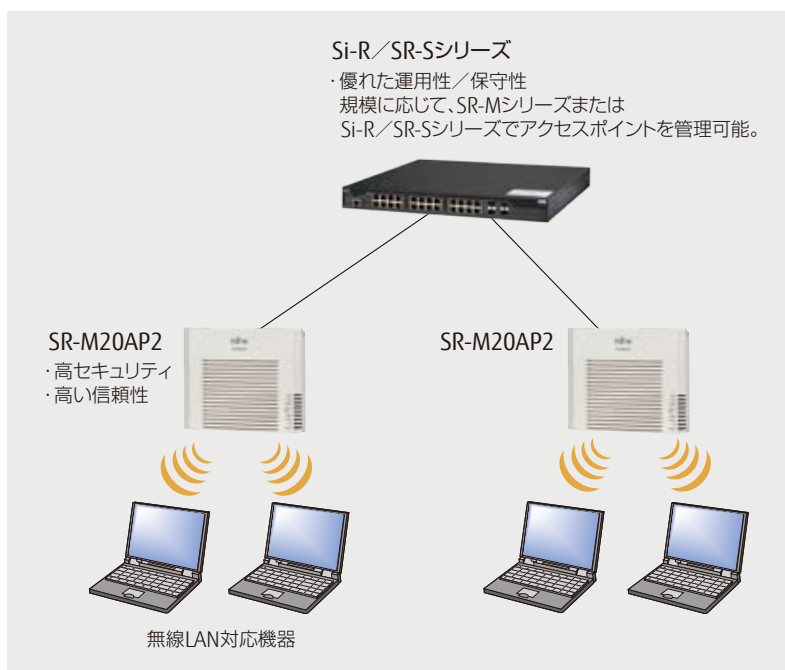 Si-R／SR-Sシリーズ
・優れた運用性／保守性
規模に応じて、SR-Mシリーズまたは
Si-R／SR-Sシリーズでアクセスポイントを管理可能。
SR-M20AP2
・高セキュリティ
・高い信頼性
SR-M20AP2
無線LAN対応機器